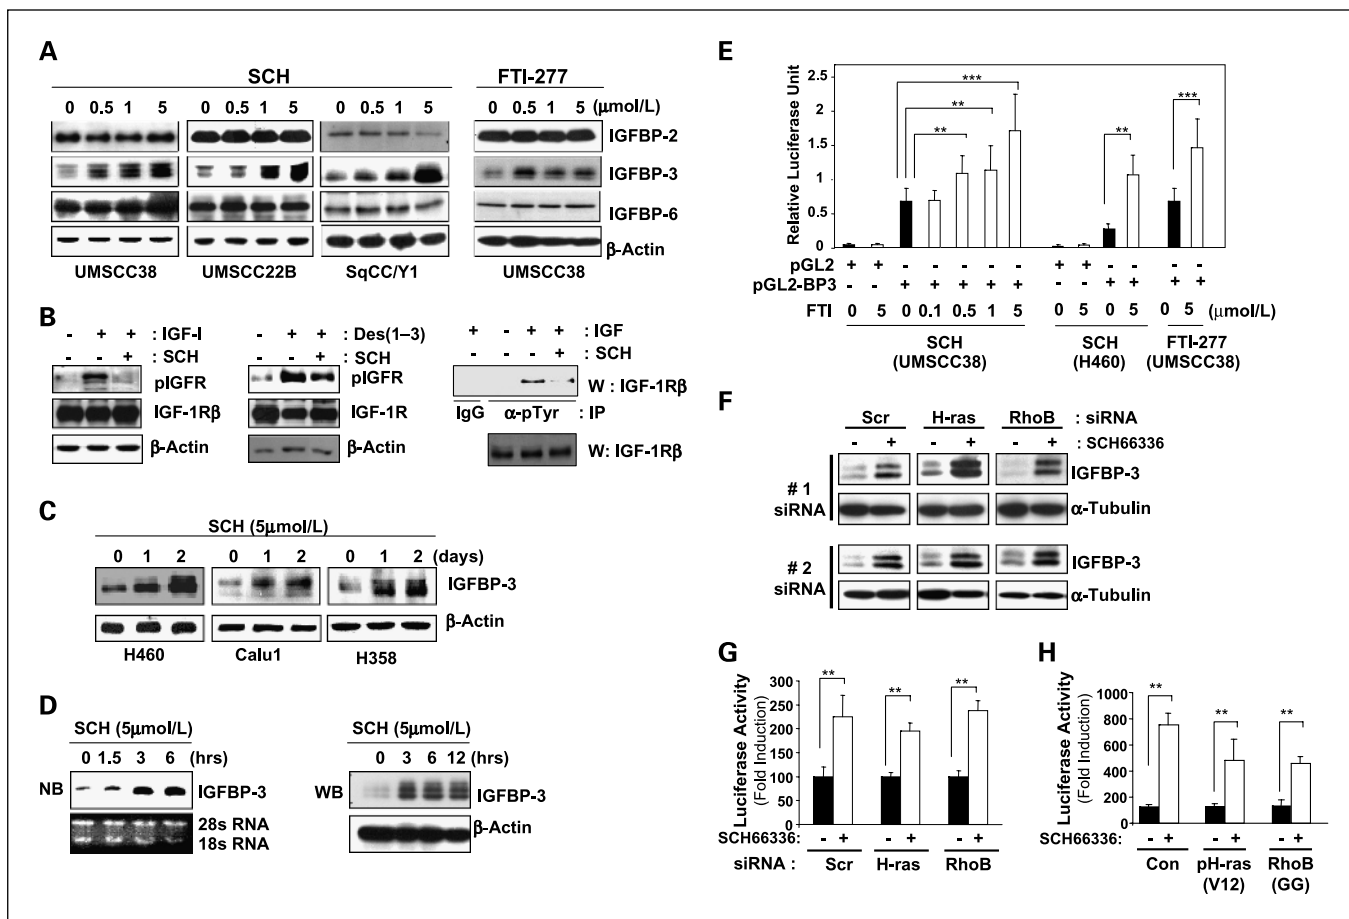 A
SCH FTI-277
0 0.5 1 5 0 0.5 1 5 0 0.5 1 5 0 0.5 1 5 (μmol/L)
IGFBP-2
IGFBP-3
IGFBP-6
β-Actin
UMSCC38 UMSCC22B SqCC/Y1 UMSCC38
B
- + + : IGF-I
- - + : SCH
pIGFR
IGF-1Rβ
β-Actin
- + + : Des(1–3)
- - + : SCH
pIGFR
IGF-1R
β-Actin
+ - + + : IGF
- - - + : SCH
W : IGF-1Rβ
IgG α-pTyr : IP
W: IGF-1Rβ
C
SCH (5μmol/L)
0 1 2 0 1 2 0 1 2 (days)
IGFBP-3
β-Actin
H460 Calu1 H358
D
SCH (5μmol/L)
0 1.5 3 6 (hrs)
NB IGFBP-3
28s RNA
18s RNA
SCH (5μmol/L)
0 3 6 12 (hrs)
WB IGFBP-3
β-Actin
E
Relative Luciferase Unit
2.5
2
1.5
1
0.5
0
*** ** ** ** ***
pGL2 + + - - - - - + + - - - -
pGL2-BP3 - - + + + + + - - + + + +
FTI 0 5 0 0.1 0.5 1 5 0 5 0 5 0 5 (μmol/L)
SCH SCH FTI-277
(UMSCC38) (H460) (UMSCC38)
F
Scr H-ras RhoB : siRNA
- + - + - + : SCH66336
# 1
siRNA
IGFBP-3
α-Tubulin
# 2
siRNA
IGFBP-3
α-Tubulin
G
Luciferase Activity
(Fold Induction)
300
250
200
150
100
50
0
** ** **
SCH66336: - + - + - +
siRNA : Scr H-ras RhoB
H
Luciferase Activity
(Fold Induction)
1000
800
600
400
200
0
** ** **
SCH66336: - + - + - +
Con pH-ras RhoB
(V12) (GG)